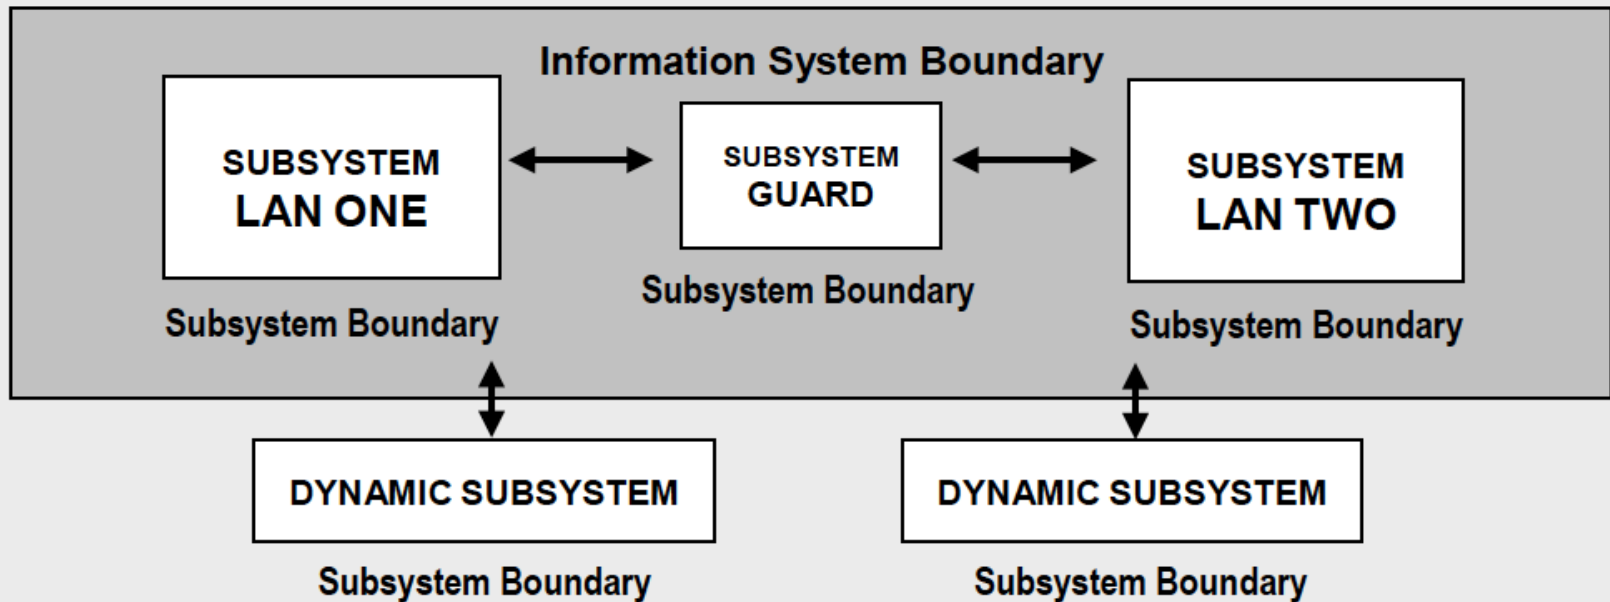 Information System Boundary
SUBSYSTEM
LAN ONE
SUBSYSTEM
GUARD
SUBSYSTEM
LAN TWO
Subsystem Boundary
Subsystem Boundary
Subsystem Boundary
DYNAMIC SUBSYSTEM
DYNAMIC SUBSYSTEM
Subsystem Boundary
Subsystem Boundary